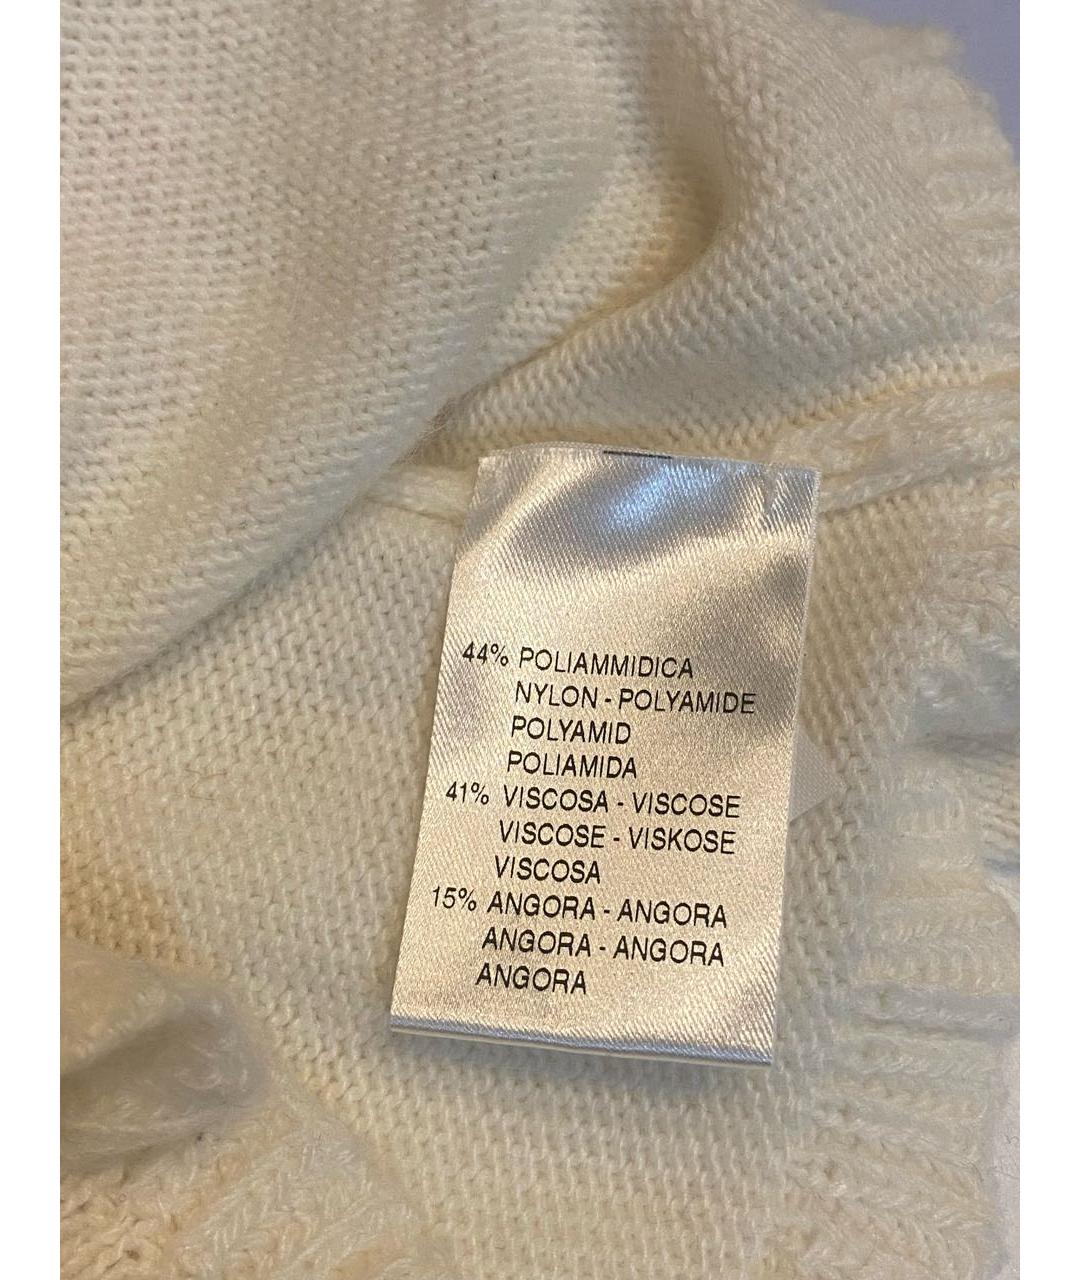 44% POLIAMMIDICA
NYLON - POLYAMIDE
POLYAMID
POLIAMIDA
41% VISCOSA - VISCOSE
VISCOSE - VISKOSE
VISCOSA
15% ANGORA - ANGORA
ANGORA - ANGORA
ANGORA